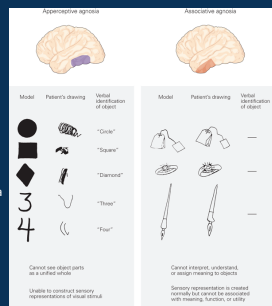 Apperceptive agnosia
Associative agnosia
Model
Patient's drawing
Verbal
identification
of object
Model
Patient's drawing
Verbal
identification
of object
"Circle"
"Square"
"Diamond"
3
"Three"
4
"Four"
Cannot see object parts
as a unified whole
Unable to construct sensory
representations of visual stimuli
Cannot interpret, understand,
or assign meaning to objects
Sensory representation is created
normally but cannot be associated
with meaning, function, or utility